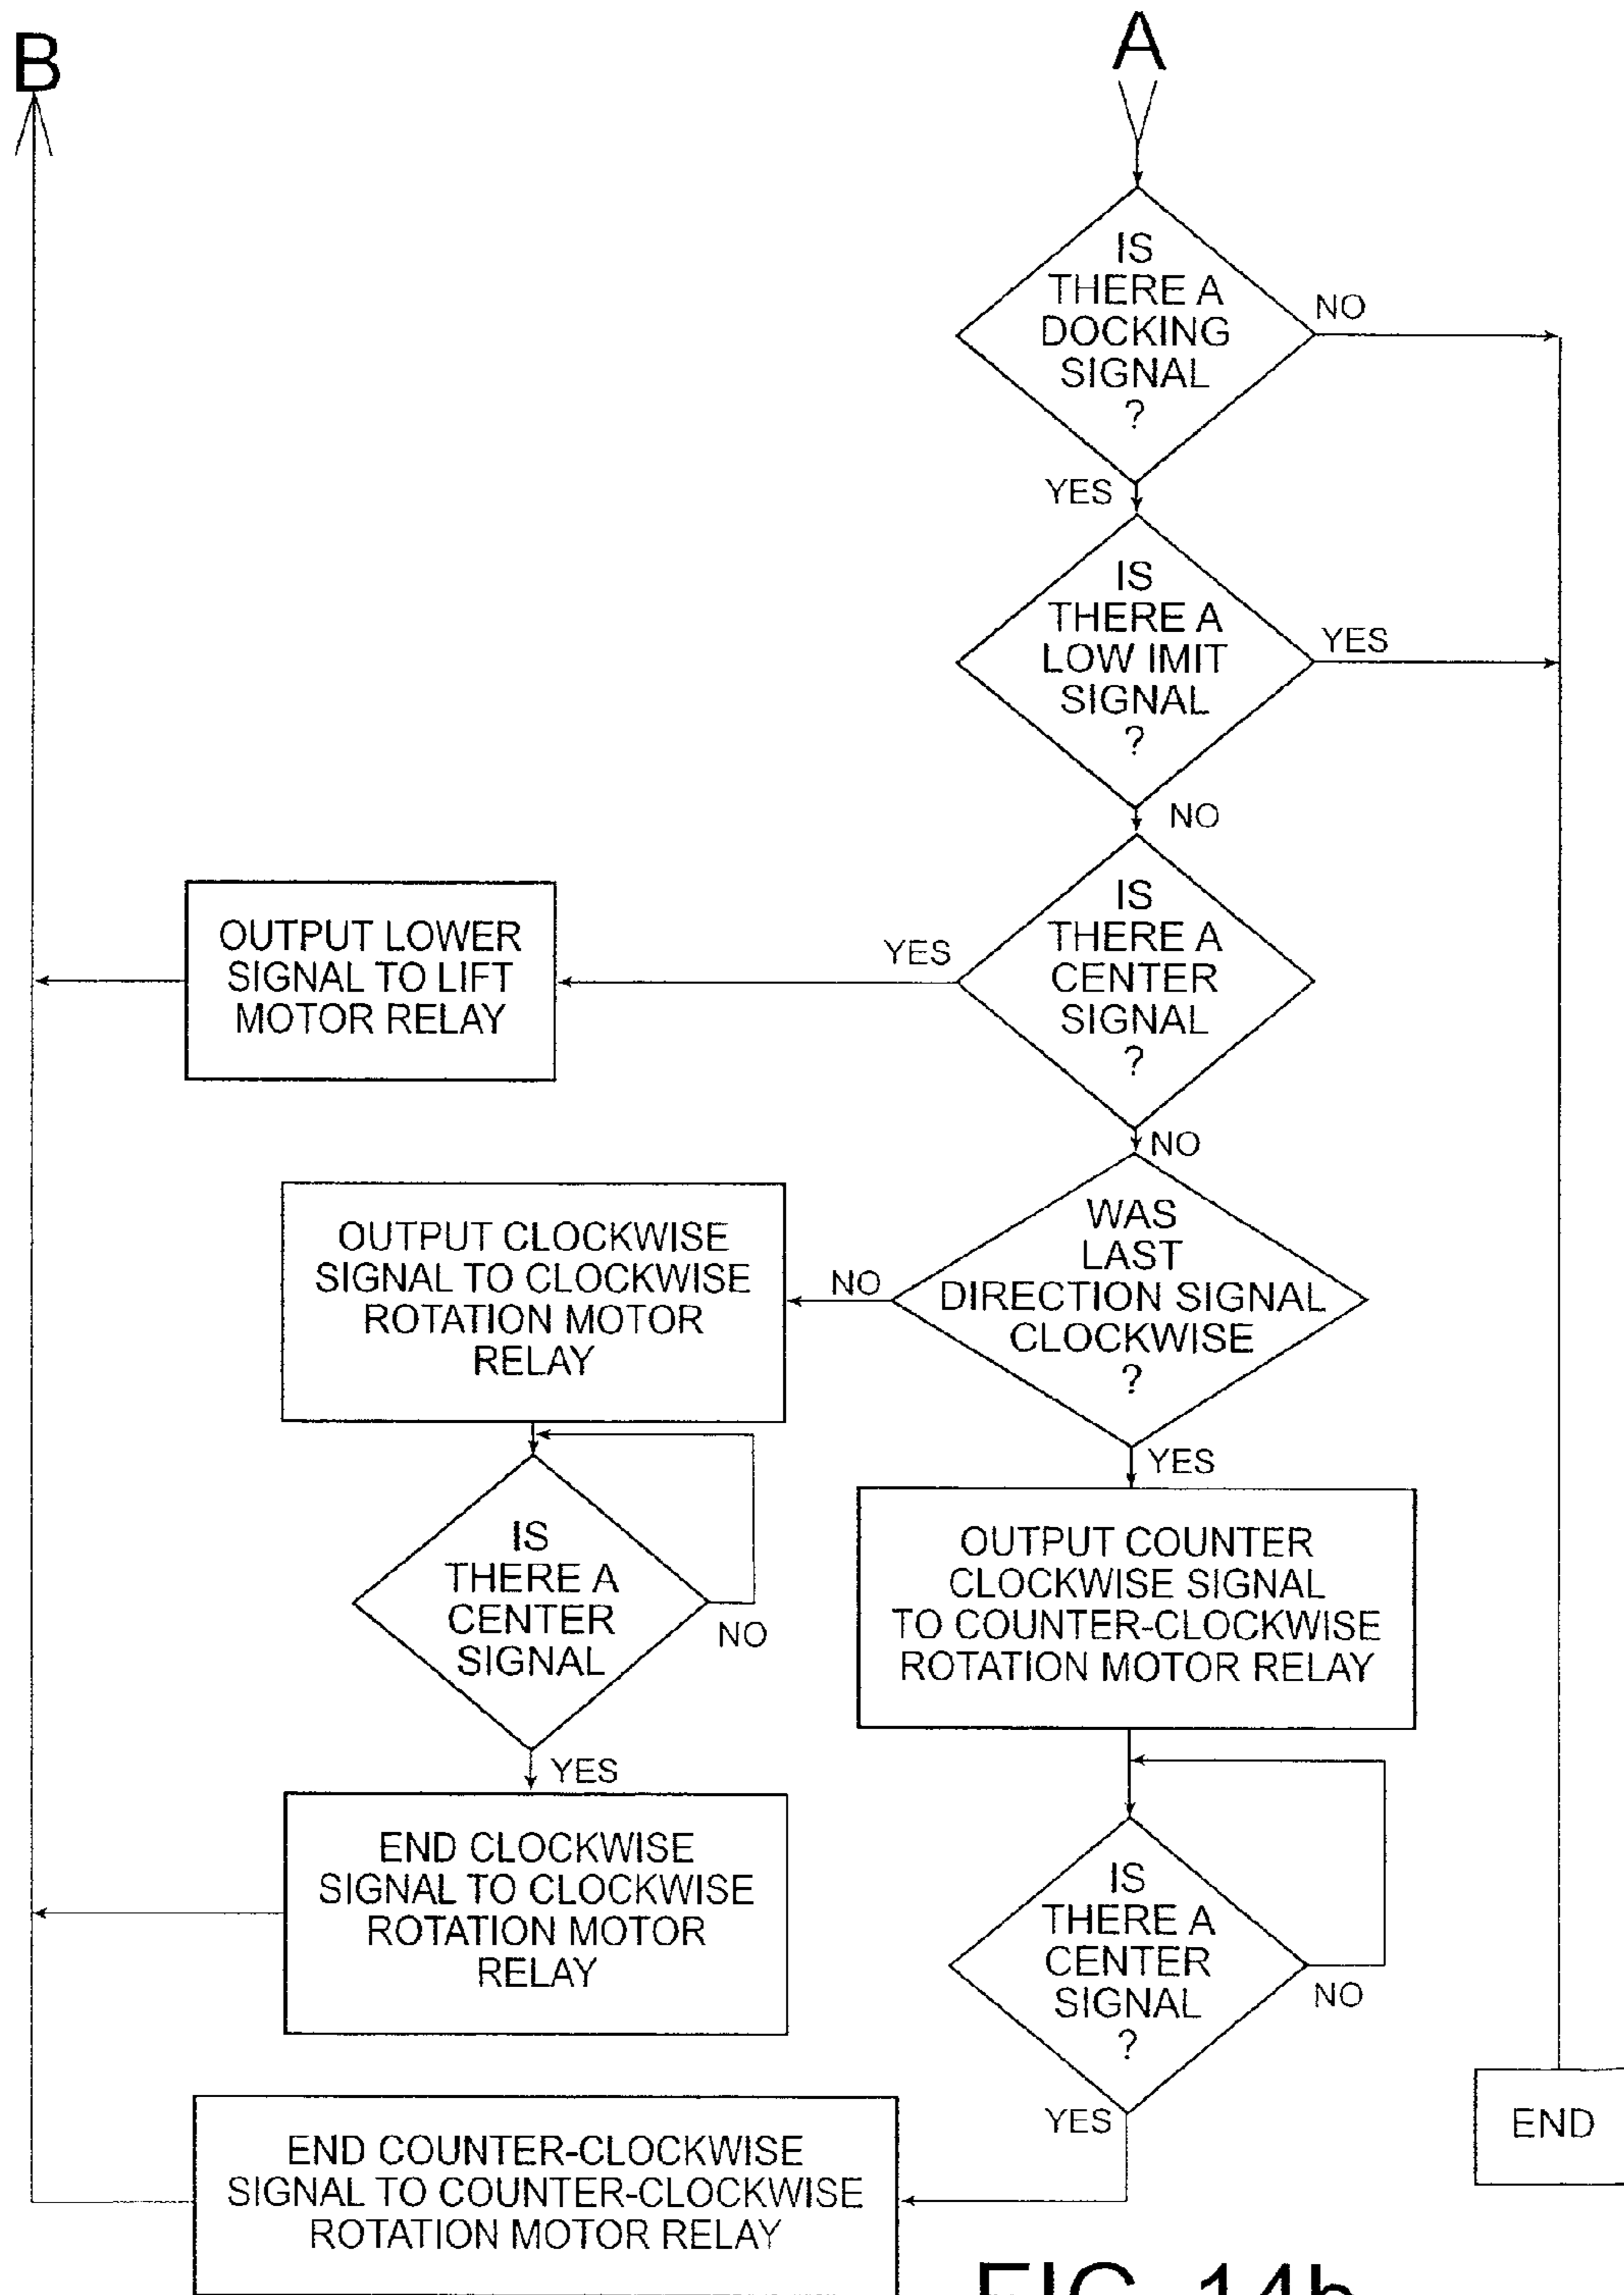 B
A
IS
THERE A
DOCKING
SIGNAL
?
NO
YES
IS
THERE A
LOW IMIT
SIGNAL
?
YES
NO
IS
THERE A
CENTER
SIGNAL
?
YES
OUTPUT LOWER
SIGNAL TO LIFT
MOTOR RELAY
NO
WAS
LAST
DIRECTION SIGNAL
CLOCKWISE
?
NO
OUTPUT CLOCKWISE
SIGNAL TO CLOCKWISE
ROTATION MOTOR
RELAY
YES
IS
THERE A
CENTER
SIGNAL
NO
OUTPUT COUNTER
CLOCKWISE SIGNAL
TO COUNTER-CLOCKWISE
ROTATION MOTOR RELAY
YES
END CLOCKWISE
SIGNAL TO CLOCKWISE
ROTATION MOTOR
RELAY
IS
THERE A
CENTER
SIGNAL
?
NO
YES
END
END COUNTER-CLOCKWISE
SIGNAL TO COUNTER-CLOCKWISE
ROTATION MOTOR RELAY
FIG. 14b